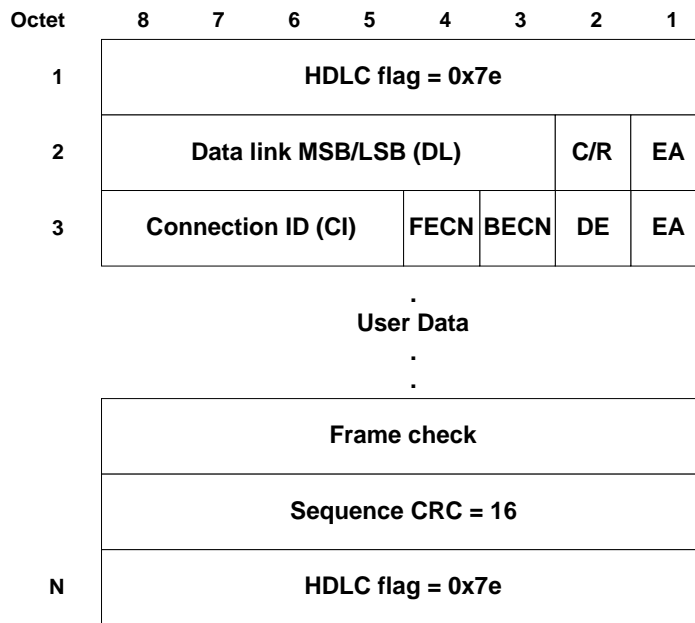 Octet 8 7 6 5 4 3 2 1
1 HDLC flag = 0x7e
2 Data link MSB/LSB (DL) C/R EA
3 Connection ID (CI) FECN BECN DE EA
.
User Data
.
.
Frame check
Sequence CRC = 16
N HDLC flag = 0x7e